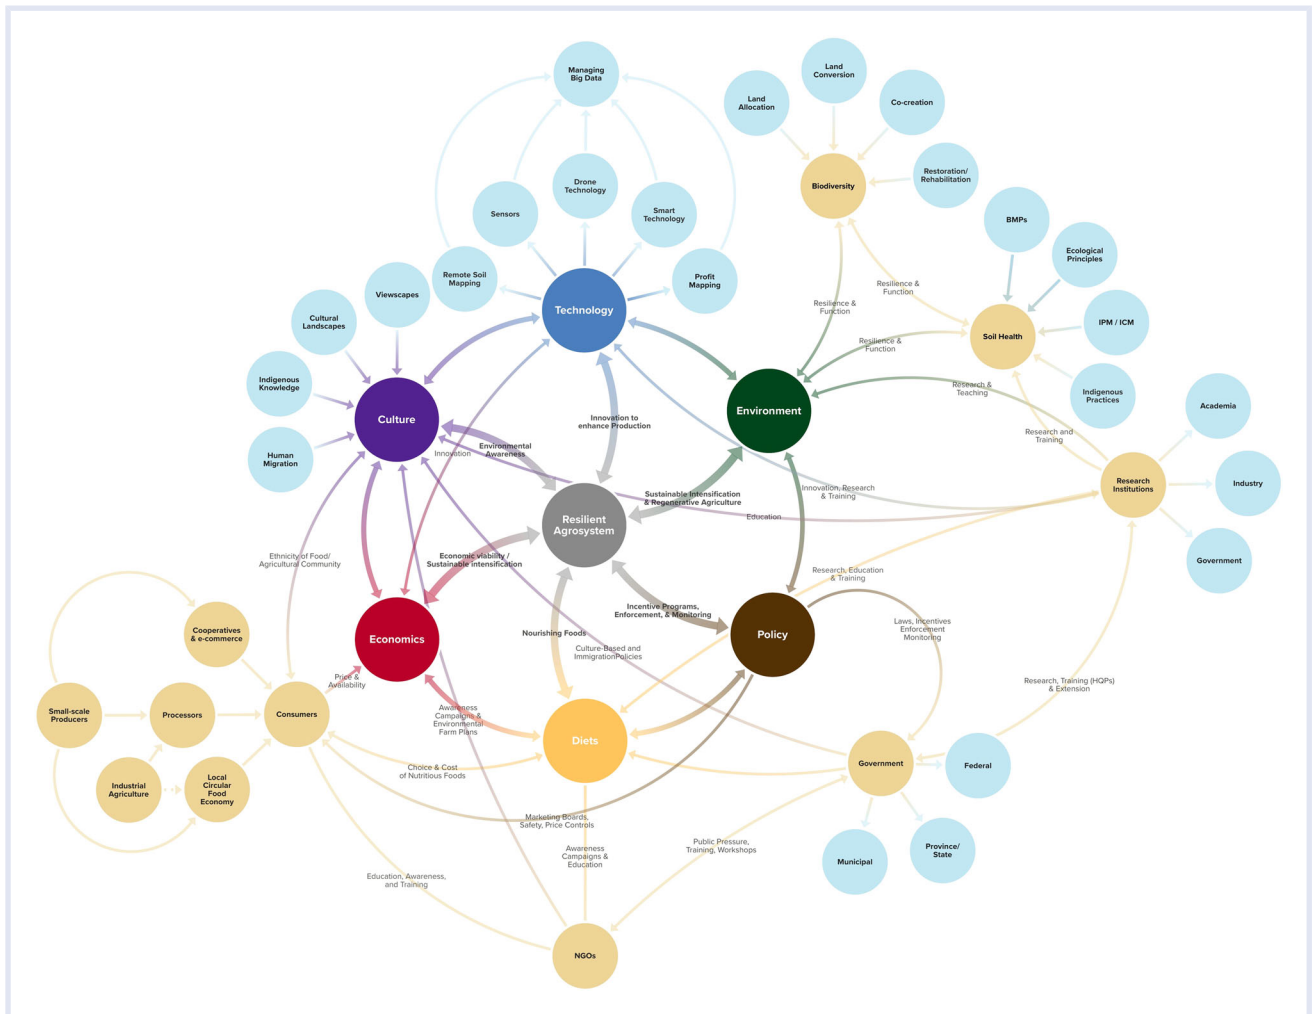 Managing
Big Data
Land
Conversion
Land
Allocation
Co-creation
Drone
Technology
Biodiversity
Restoration/
Rehabilitation
Sensors
Smart
Technology
BMPs
Ecological
Principles
Remote Soil
Mapping
Profit
Mapping
Viewscapes
Resilience &
Function
Resilience &
Function
Technology
Cultural
Landscapes
IPM / ICM
Soil Health
Resilience &
Function
Indigenous
Knowledge
Research &
Teaching
Indigenous
Practices
Academia
Culture
Environment
Innovation to
enhance Production
Research and
Training
Environmental
Awareness
Innovation
Human
Migration
Research
Institutions
Industry
Sustainable Intensification
& Regenerative Agriculture
Innovation, Research
& Training
Education
Resilient
Agrosystem
Ethnicity of Food/
Agricultural Community
Economic viability /
Sustainable intensification
Government
Research, Education
& Training
Incentive Programs,
Enforcement, & Monitoring
Laws, Incentives
Enforcement
Monitoring
Cooperatives
& e-commerce
Economics
Nourishing Foods
Policy
Culture-Based and
ImmigrationPolicies
Price &
Availability
Research, Training (HQPs)
& Extension
Small-scale
Producers
Processors
Consumers
Awareness
Campaigns &
Environmental
Farm Plans
Diets
Choice & Cost
of Nutritious Foods
Government
Federal
Industrial
Agriculture
Local
Circular
Food
Economy
Marketing Boards,
Safety, Price Controls
Awareness
Campaigns &
Education
Public Pressure,
Training, Workshops
Municipal
Province/
State
Education, Awareness,
and Training
NGOs